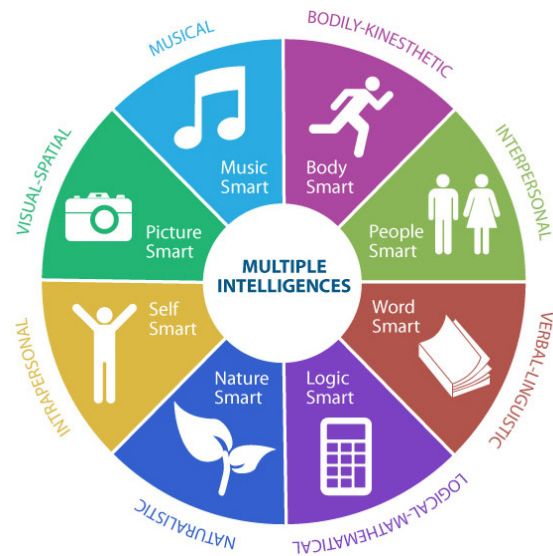 MUSICAL
BODILY-KINESTHETIC
INTERPERSONAL
VERBAL-LINGUISTIC
LOGICAL-MATHEMATICAL
NATURALISTIC
INTRAPERSONAL
VISUAL-SPATIAL
Music
Smart
Body
Smart
People
Smart
Word
Smart
Logic
Smart
Nature
Smart
Self
Smart
Picture
Smart
MULTIPLE
INTELLIGENCES